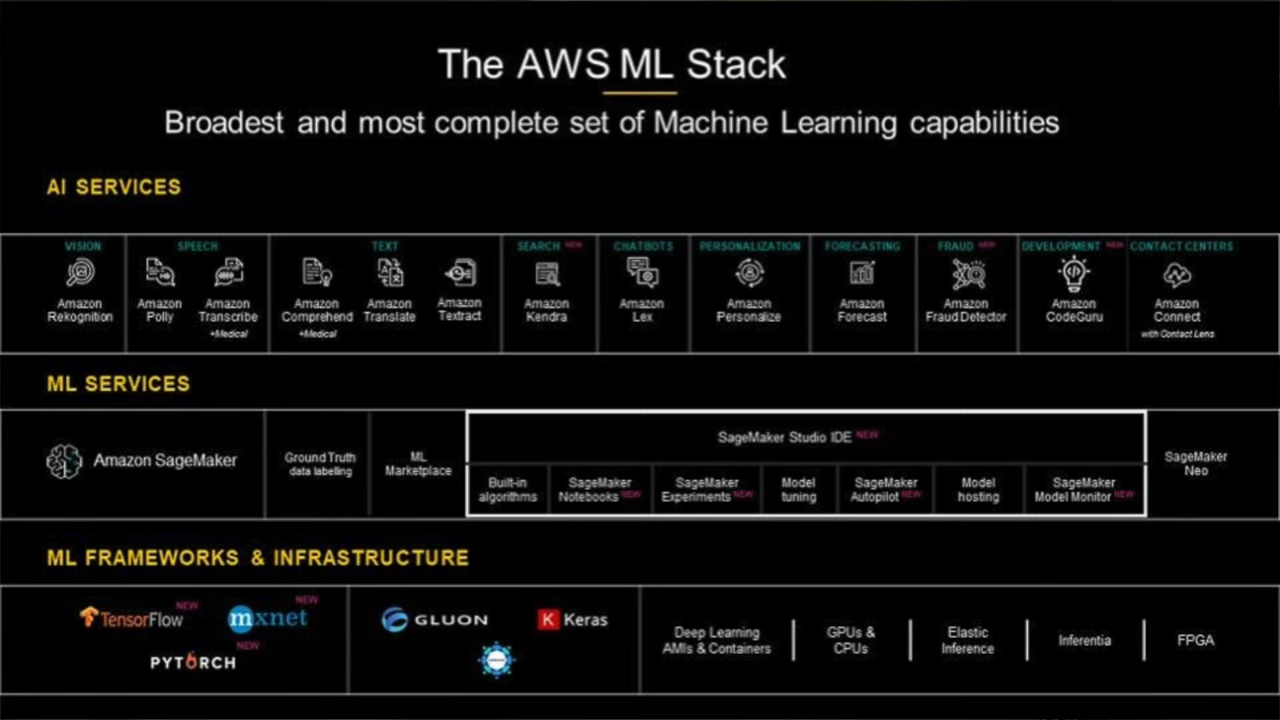 The AWS ML Stack
Broadest and most complete set of Machine Learning capabilities
AI SERVICES
VISION
Amazon
Rekognition
SPEECH
Amazon
Polly
Amazon
Transcribe
+Medical
TEXT
Amazon
Comprehend
+Medical
Amazon
Translate
Amazon
Textract
SEARCH NEW
Amazon
Kendra
CHATBOTS
Amazon
Lex
PERSONALIZATION
Amazon
Personalize
FORECASTING
Amazon
Forecast
FRAUD NEW
Amazon
Fraud Detector
DEVELOPMENT NEW
Amazon
CodeGuru
CONTACT CENTERS
Amazon
Connect
with Contact Lens
ML SERVICES
Amazon SageMaker
Ground Truth
data labeling
ML
Marketplace
SageMaker Studio IDE NEW
Built-in
algorithms
SageMaker
Notebooks NEW
SageMaker
Experiments NEW
Model
tuning
SageMaker
Autopilot NEW
Model
hosting
SageMaker
Model Monitor NEW
SageMaker
Neo
ML FRAMEWORKS & INFRASTRUCTURE
TensorFlow NEW
mxnet NEW
PYTORCH NEW
GLUON
K Keras
Deep Learning
AMIs & Containers
GPUs &
CPUs
Elastic
Inference
Inferentia
FPGA